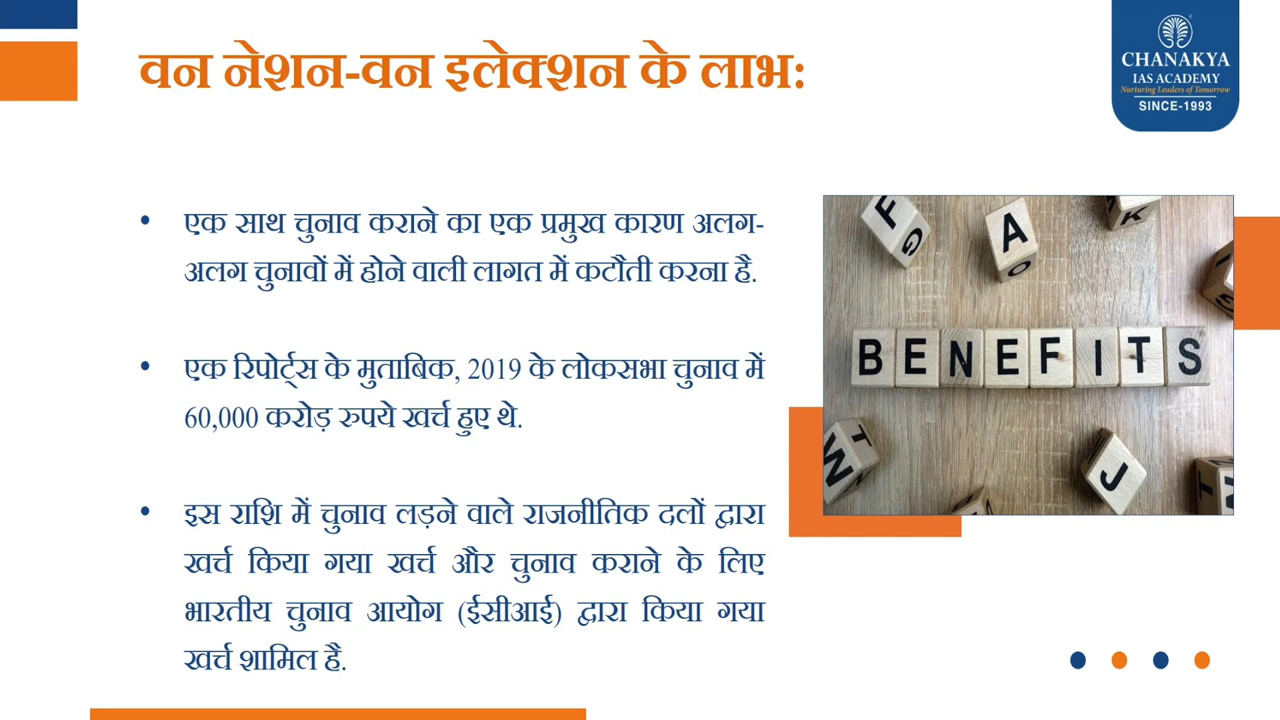 वन नेशन-वन इलेक्शन के लाभ:
CHANAKYA
IAS ACADEMY
Nurturing Leaders of Tomorrow
SINCE-1993
• एक साथ चुनाव कराने का एक प्रमुख कारण अलग-
अलग चुनावों में होने वाली लागत में कटौती करना है.
• एक रिपोर्ट्स के मुताबिक, 2019 के लोकसभा चुनाव में
60,000 करोड़ रुपये खर्च हुए थे.
• इस राशि में चुनाव लड़ने वाले राजनीतिक दलों द्वारा
खर्च किया गया खर्च और चुनाव कराने के लिए
भारतीय चुनाव आयोग (ईसीआई) द्वारा किया गया
खर्च शामिल है.
F
G
A
O
K
BENEFITS
W
T
J
T